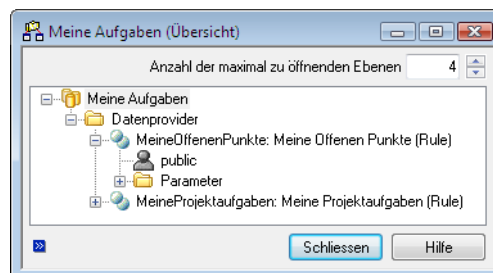 Meine Aufgaben (Übersicht)
Anzahl der maximal zu öffnenden Ebenen 4
Meine Aufgaben
Datenprovider
MeineOffenenPunkte: Meine Offenen Punkte (Rule)
public
Parameter
MeineProjektaufgaben: Meine Projektaufgaben (Rule)
Schliessen Hilfe